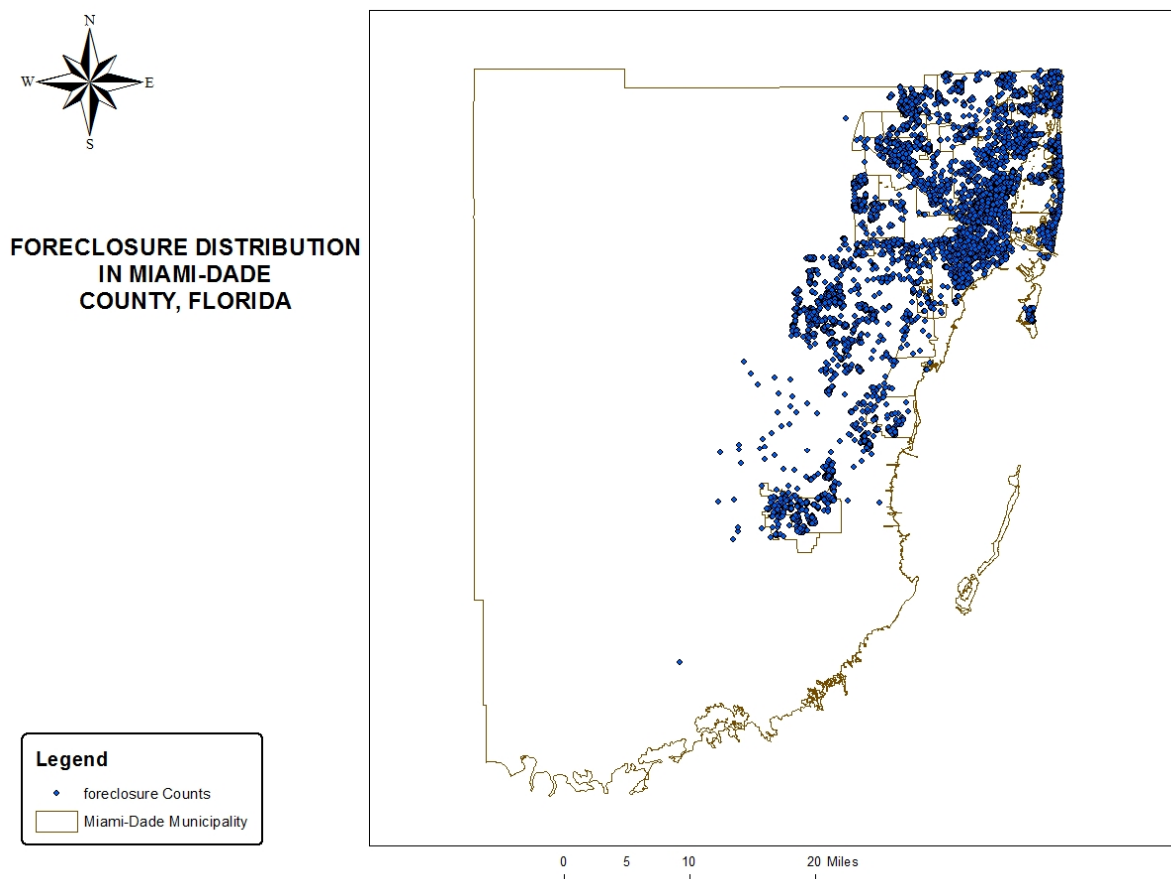 N
W E
S
FORECLOSURE DISTRIBUTION
IN MIAMI-DADE
COUNTY, FLORIDA
Legend
foreclosure Counts
Miami-Dade Municipality
0 5 10 20 Miles